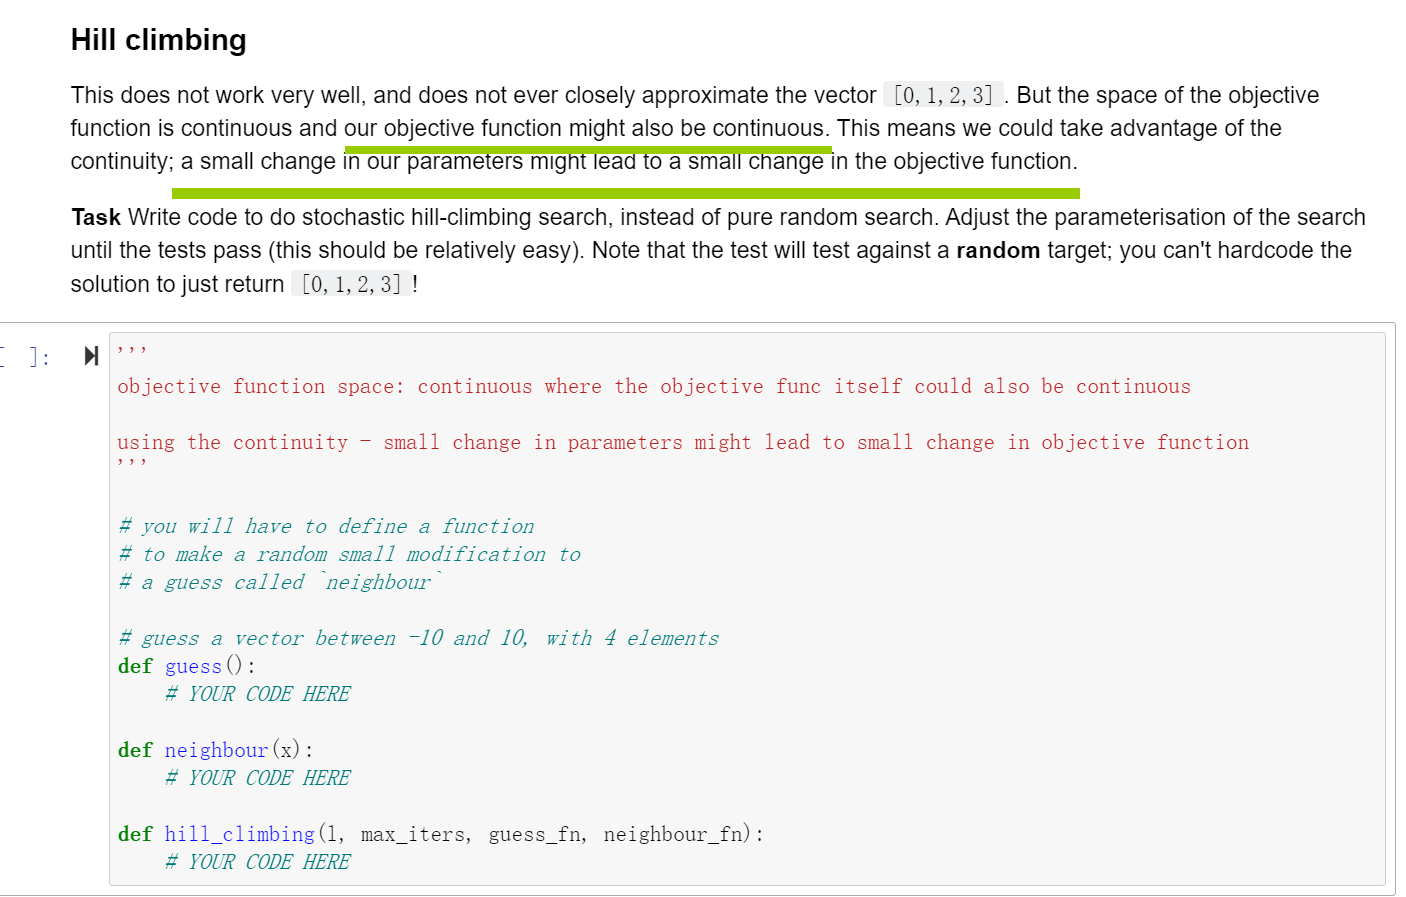 Hill climbing
This does not work very well, and does not ever closely approximate the vector [0, 1, 2, 3] . But the space of the objective
function is continuous and our objective function might also be continuous. This means we could take advantage of the
continuity; a small change in our parameters might lead to a small change in the objective function.
Task Write code to do stochastic hill-climbing search, instead of pure random search. Adjust the parameterisation of the search
until the tests pass (this should be relatively easy). Note that the test will test against a random target; you can't hardcode the
solution to just return [0, 1, 2, 3] !
[ ]:
'''
objective function space: continuous where the objective func itself could also be continuous
using the continuity - small change in parameters might lead to small change in objective function
'''
# you will have to define a function
# to make a random small modification to
# a guess called `neighbour`
# guess a vector between -10 and 10, with 4 elements
def guess():
# YOUR CODE HERE
def neighbour(x):
# YOUR CODE HERE
def hill_climbing(l, max_iters, guess_fn, neighbour_fn):
# YOUR CODE HERE